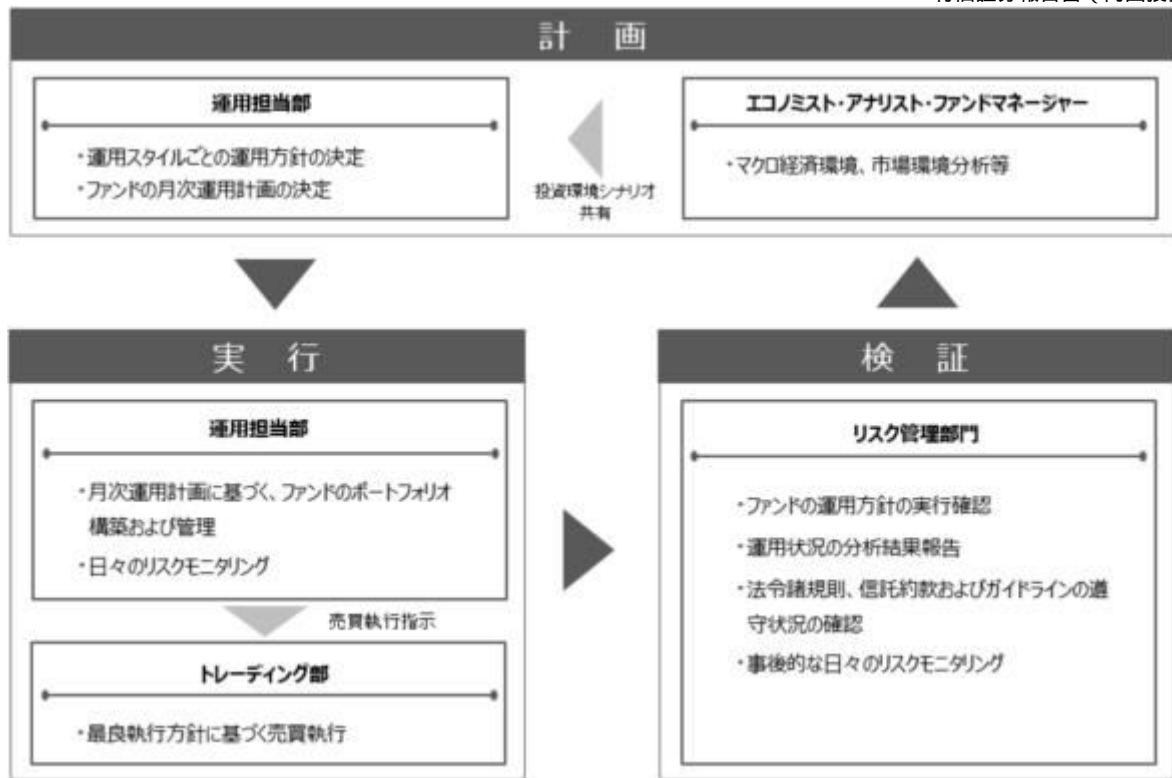 計 画
運用担当部
・運用スタイルごとの運用方針の決定
・ファンドの月次運用計画の決定
投資環境シナリオ
共有
エコノミスト・アナリスト・ファンドマネージャー
・マクロ経済環境、市場環境分析等
実 行
運用担当部
・月次運用計画に基づく、ファンドのポートフォリオ
構築および管理
・日々のリスクモニタリング
売買執行指示
トレーディング部
・最良執行方針に基づく売買執行
検 証
リスク管理部門
・ファンドの運用方針の実行確認
・運用状況の分析結果報告
・法令諸規則、信託約款およびガイドラインの遵
守状況の確認
・事後的な日々のリスクモニタリング